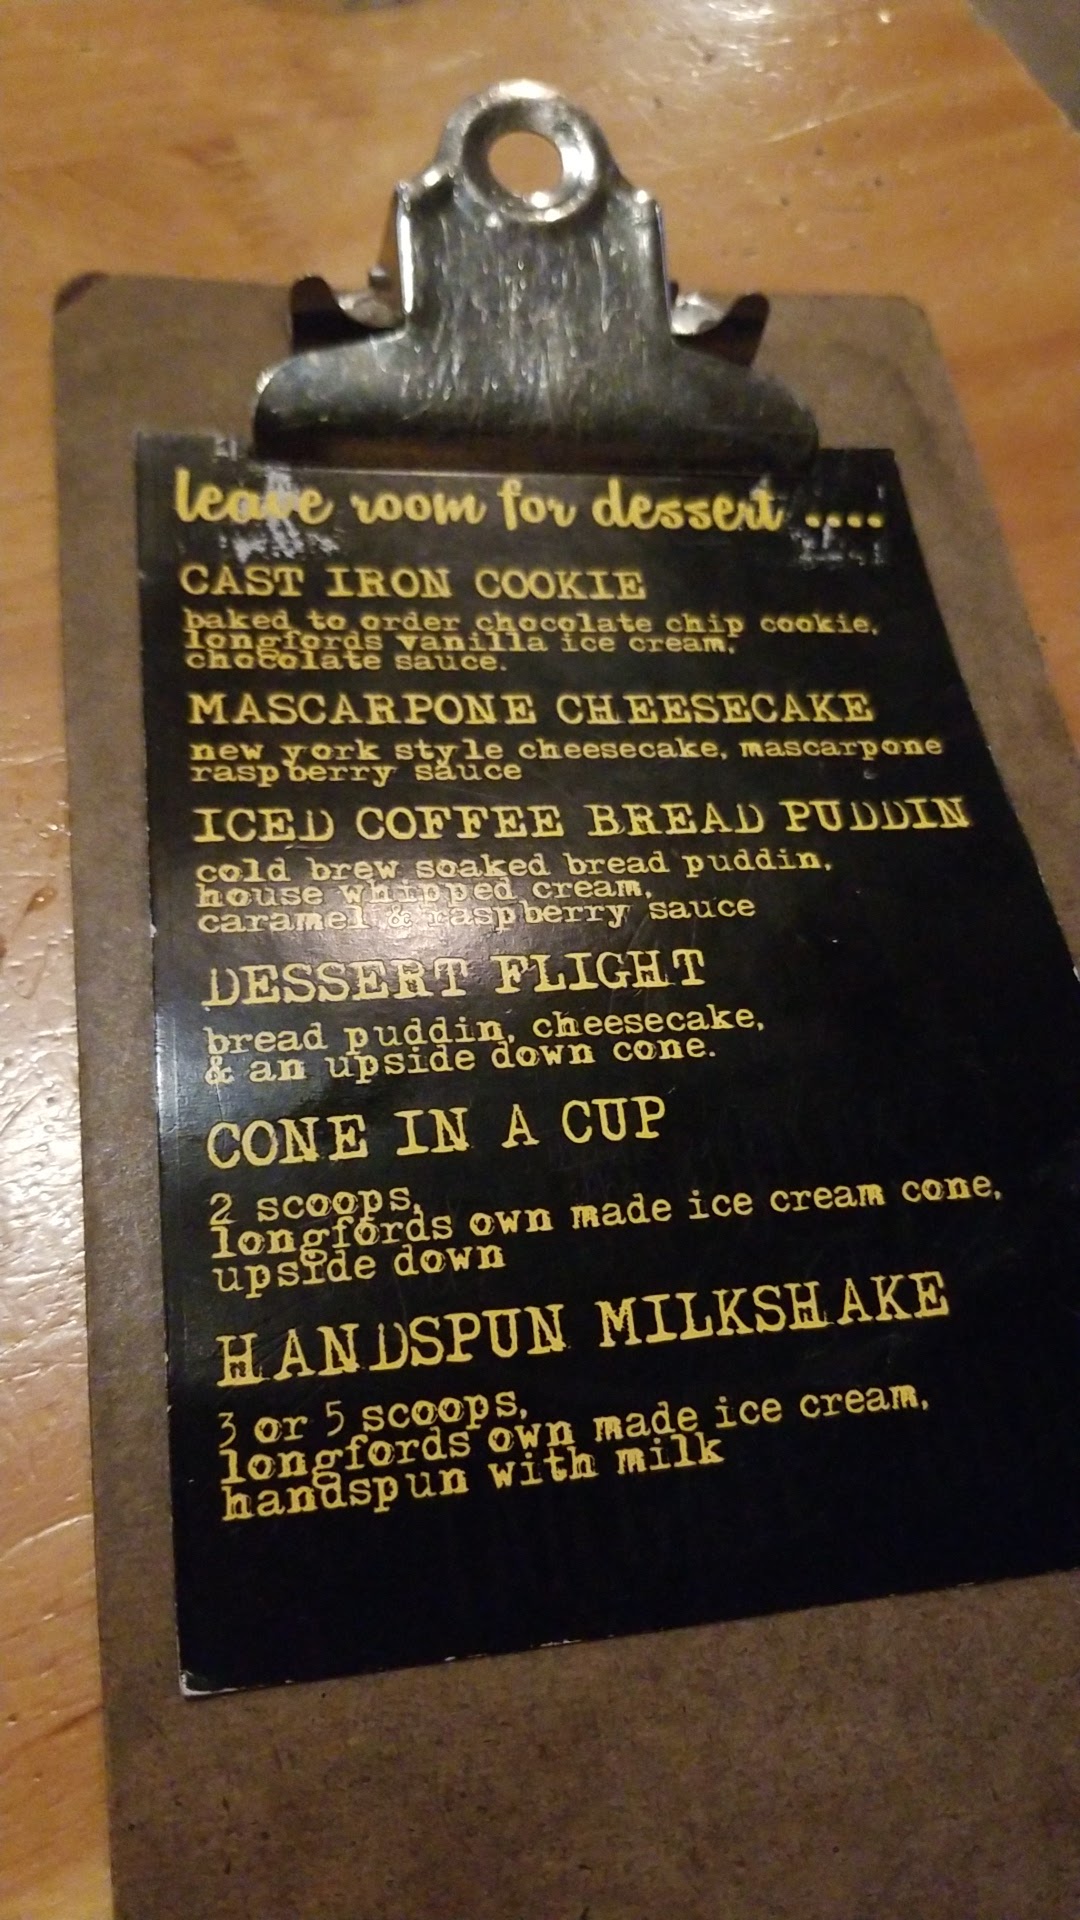 leave room for dessert ....
CAST IRON COOKIE
baked to order chocolate chip cookie,
longfords vanilla ice cream,
chocolate sauce.
MASCARPONE CHEESECAKE
new york style cheesecake, mascarpone
raspberry sauce
ICED COFFEE BREAD PUDDIN
cold brew soaked bread puddin,
house whipped cream,
caramel & raspberry sauce
DESSERT FLIGHT
bread puddin, cheesecake,
& an upside down cone.
CONE IN A CUP
2 scoops,
longfords own made ice cream cone,
upside down
HANDSPUN MILKSHAKE
3 or 5 scoops,
longfords own made ice cream,
handspun with milk